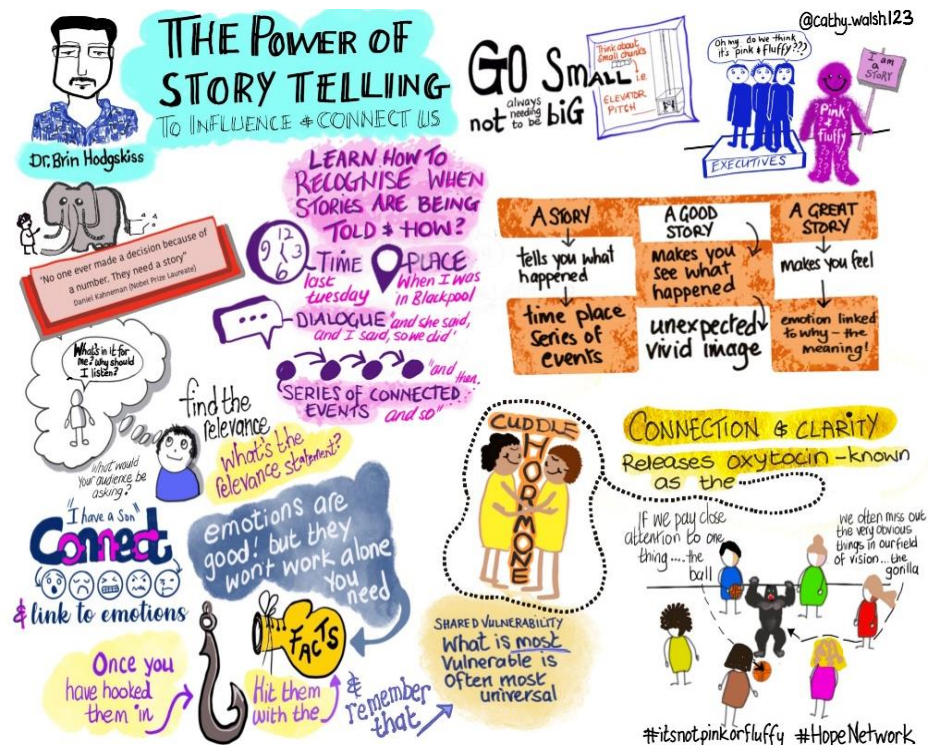 @cathy_walsh123
THE POWER OF
STORY TELLING
TO INFLUENCE & CONNECT US
Dr. Brin Hodgskiss
GO SMALL
not always needing to be biG
Think about
small chunks
i.e.
ELEVATOR
PITCH
Oh my do we think
it's pink & fluffy???
EXECUTIVES
I am
a
STORY
Pink
&
fluffy
"No one ever made a decision because of
a number. They need a story"
Daniel Kahneman (Nobel Prize Laureate)
LEARN HOW TO
RECOGNISE WHEN
STORIES ARE BEING
TOLD & HOW?
12
9 3
6
TIME
last
tuesday
PLACE
When I was
in Blackpool
DIALOGUE "and she said,
and I said, so we did"
"and
then..
SERIES OF CONNECTED
EVENTS and so"
A STORY
tells you what
happened
time place
series of
events
A GOOD
STORY
makes you
see what
happened
unexpected
vivid image
A GREAT
STORY
makes you feel
emotion linked
to why - the
meaning!
What's in it for
me? why should
I listen?
What would
your audience be
asking?
find the
relevance
What's the
relevance statement?
"I have a Son"
Connect
& link to emotions
emotions are
good! but they
won't work alone
you
need
FACTS
Once you
have hooked
them in
Hit them
with the
& remember
that
CUDDLE
HORMONE
SHARED VULNERABILITY
What is most
Vulnerable is
Often most
universal
CONNECTION & CLARITY
Releases oxytocin - known
as the
If we pay close
attention to one
thing.....the
ball
we often miss out
the very obvious
things in our field
of vision...the
gorilla
#itsnotpinkorfluffy #HopeNetwork